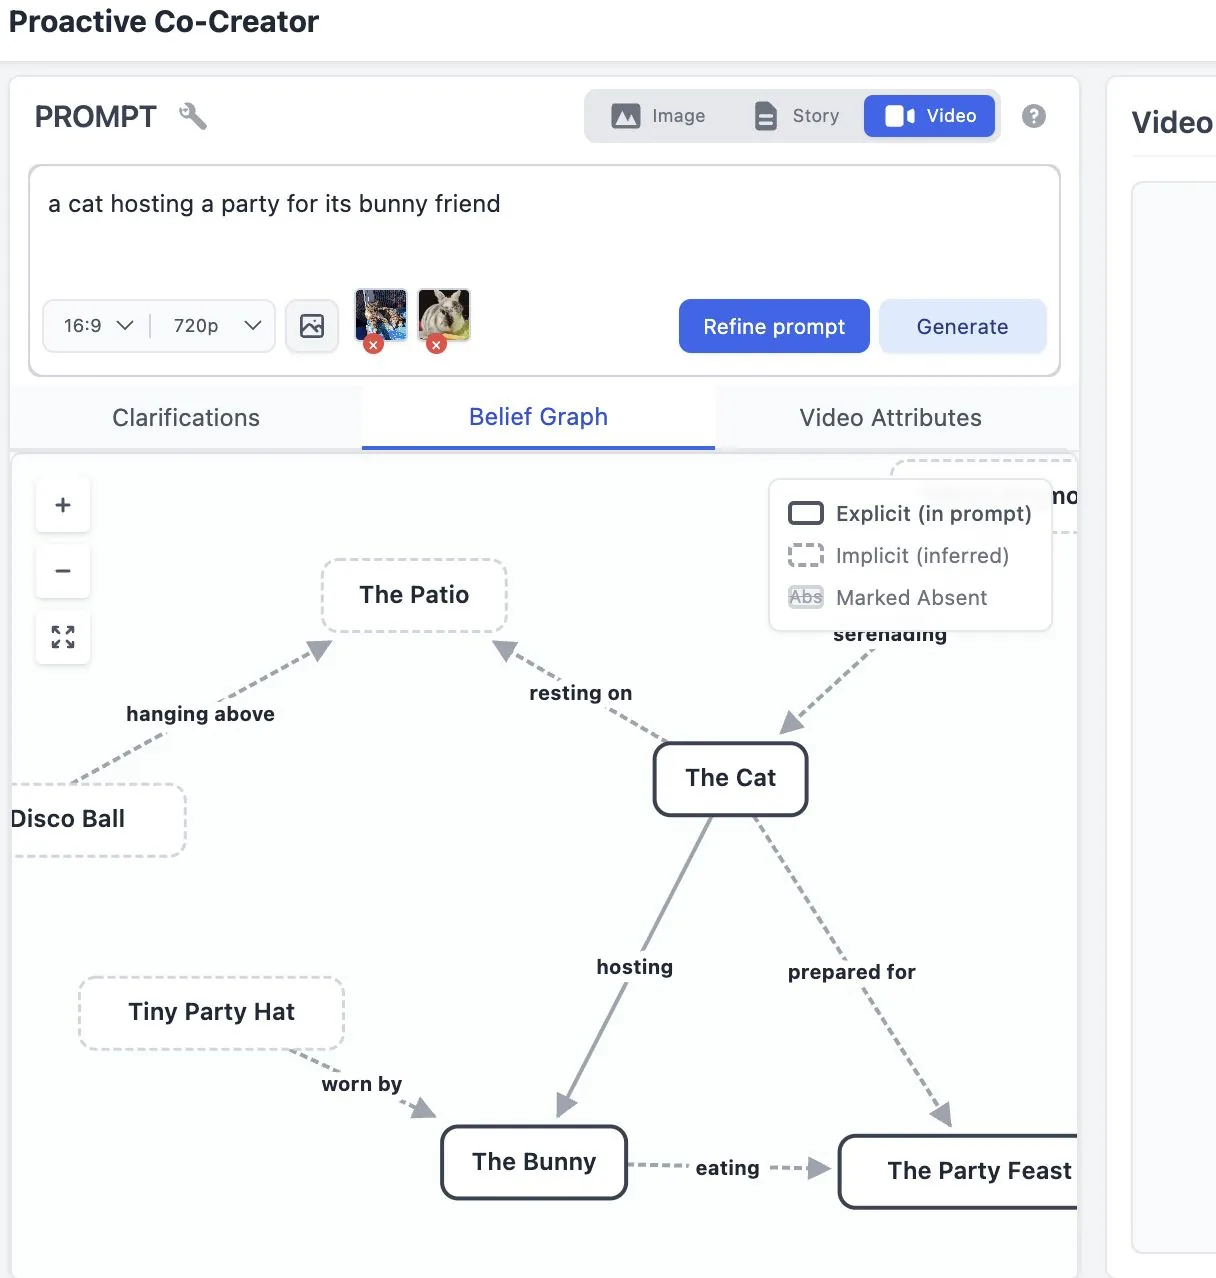 Proactive Co-Creator
PROMPT
Image
Story
Video
?
Video
a cat hosting a party for its bunny friend
16:9
720p
Refine prompt
Generate
Clarifications
Belief Graph
Video Attributes
+
−
Explicit (in prompt)
Implicit (inferred)
Abs
Marked Absent
The Patio
serenading
resting on
hanging above
The Cat
Disco Ball
hosting
prepared for
Tiny Party Hat
worn by
The Bunny
eating
The Party Feast